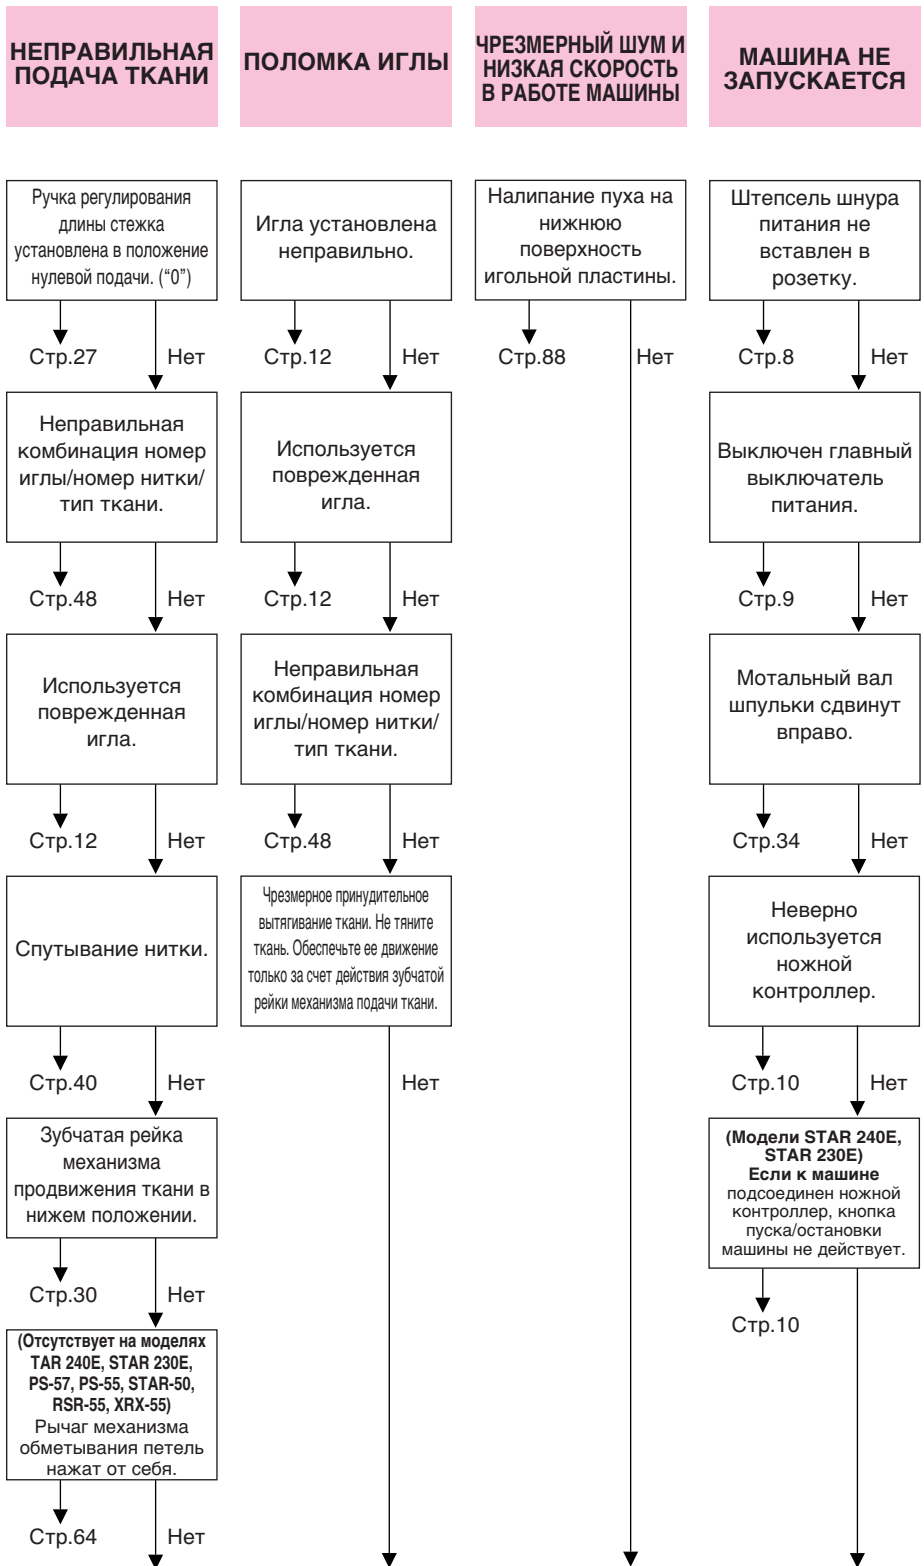 НЕПРАВИЛЬНАЯ
ПОДАЧА ТКАНИ
Ручка регулирования
длины стежка
установлена в положение
нулевой подачи. (“0”)
Стр.27
Нет
Неправильная
комбинация номер
иглы/номер нитки/
тип ткани.
Стр.48
Нет
Используется
поврежденная
игла.
Стр.12
Нет
Спутывание нитки.
Стр.40
Нет
Зубчатая рейка
механизма
продвижения ткани в
нижем положении.
Стр.30
Нет
(Отсутствует на моделях
TAR 240E, STAR 230E,
PS-57, PS-55, STAR-50,
RSR-55, XRX-55)
Рычаг механизма
обметывания петель
нажат от себя.
Стр.64
Нет
ПОЛОМКА ИГЛЫ
Игла установлена
неправильно.
Стр.12
Нет
Используется
поврежденная
игла.
Стр.12
Нет
Неправильная
комбинация номер
иглы/номер нитки/
тип ткани.
Стр.48
Нет
Чрезмерное принудительное
вытягивание ткани. Не тяните
ткань. Обеспечьте ее движение
только за счет действия зубчатой
рейки механизма подачи ткани.
Нет
ЧРЕЗМЕРНЫЙ ШУМ И
НИЗКАЯ СКОРОСТЬ
В РАБОТЕ МАШИНЫ
Налипание пуха на
нижнюю
поверхность
игольной пластины.
Стр.88
Нет
МАШИНА НЕ
ЗАПУСКАЕТСЯ
Штепсель шнура
питания не
вставлен в
розетку.
Стр.8
Нет
Выключен главный
выключатель
питания.
Стр.9
Нет
Мотальный вал
шпульки сдвинут
вправо.
Стр.34
Нет
Неверно
используется
ножной
контроллер.
Стр.10
Нет
(Модели STAR 240E,
STAR 230E)
Если к машине
подсоединен ножной
контроллер, кнопка
пуска/остановки
машины не действует.
Стр.10